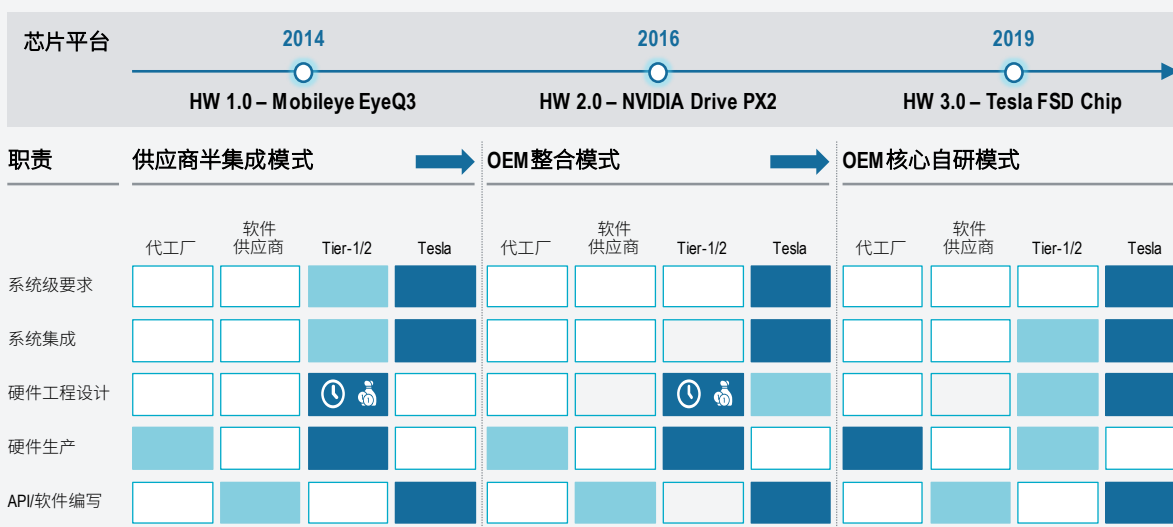 芯片平台
2014
2016
2019
HW 1.0 – Mobileye EyeQ3
HW 2.0 – NVIDIA Drive PX2
HW 3.0 – Tesla FSD Chip
职责
供应商半集成模式
OEM整合模式
OEM核心自研模式
代工厂
软件
供应商
Tier-1/2
Tesla
代工厂
软件
供应商
Tier-1/2
Tesla
代工厂
软件
供应商
Tier-1/2
Tesla
系统级要求
系统集成
硬件工程设计
硬件生产
API/软件编写